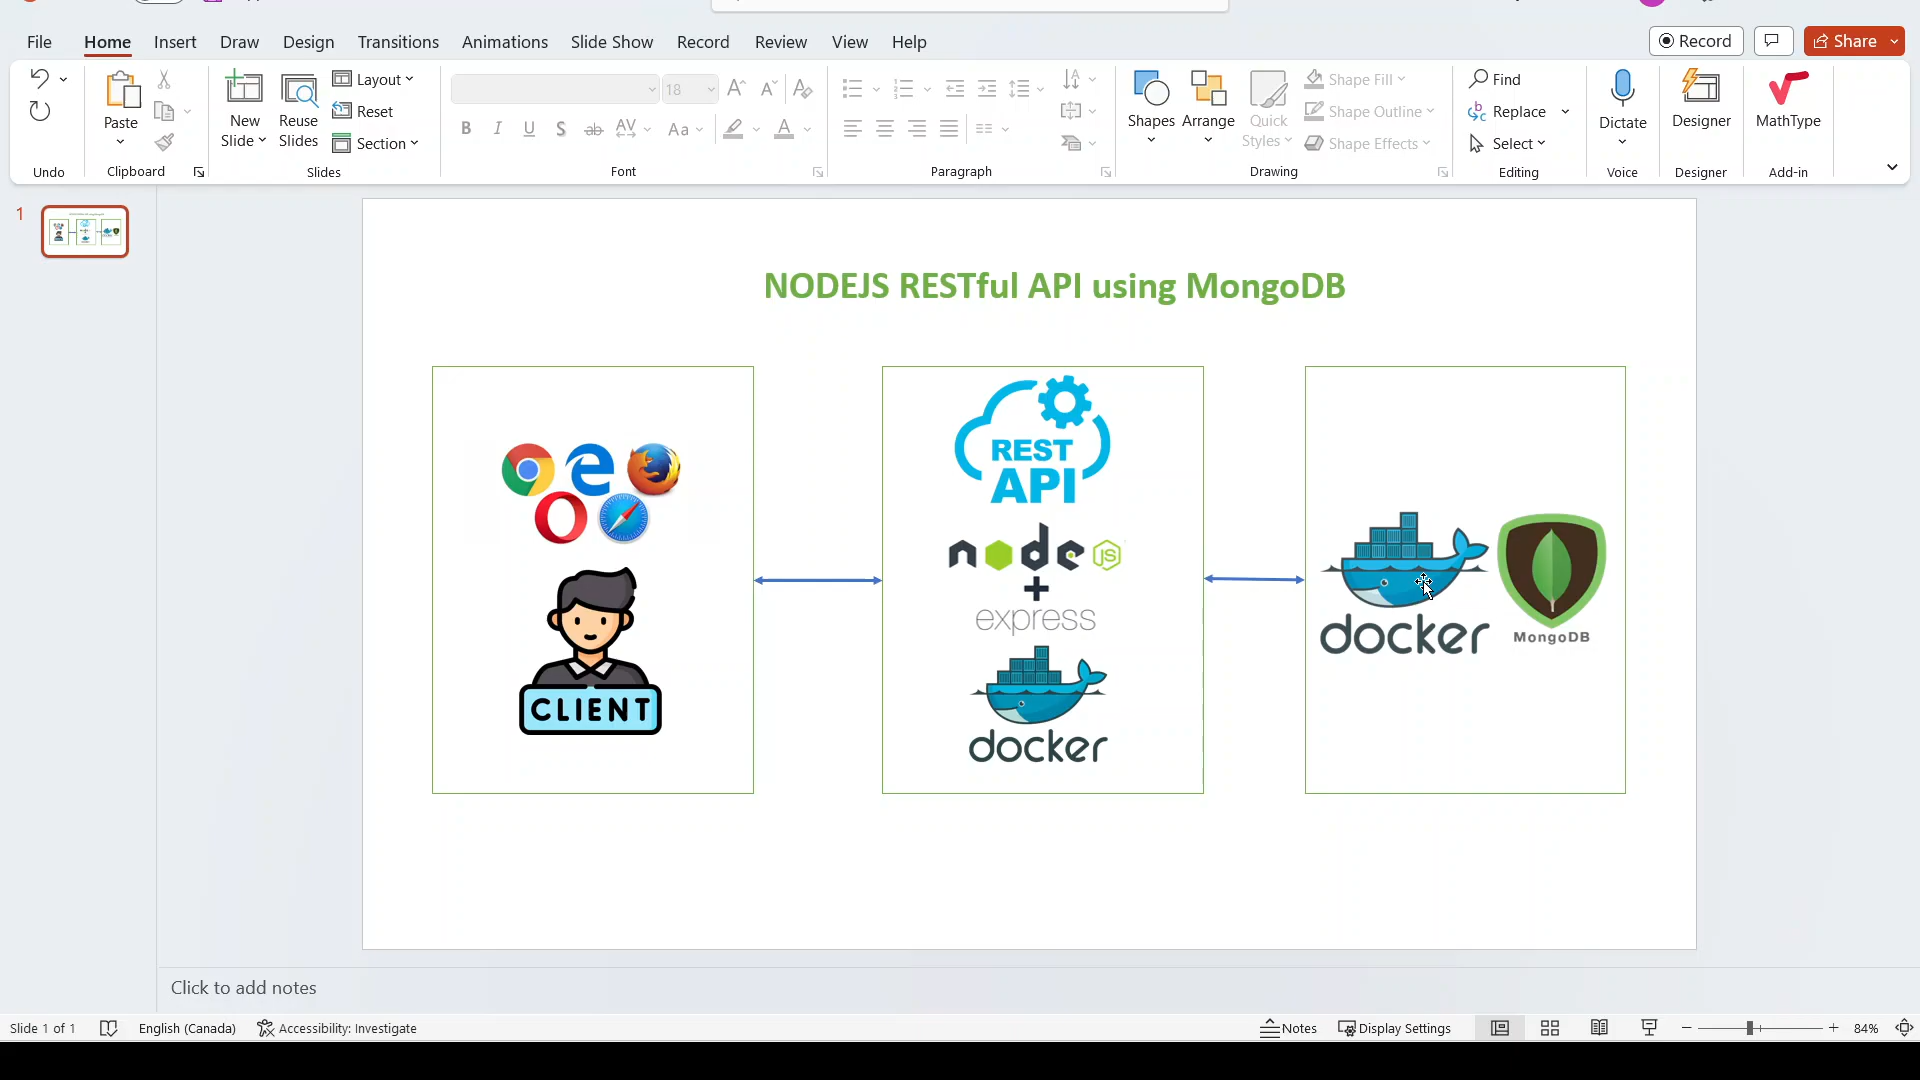 File Home Insert Draw Design Transitions Animations Slide Show Record Review View Help
Record Share
Paste
Undo
Clipboard
New Slide
Reuse Slides
Layout
Reset
Section
Slides
18
B I U S ab AV Aa A
Font
Paragraph
Shapes
Arrange
Quick Styles
Shape Fill
Shape Outline
Shape Effects
Drawing
Find
Replace
Select
Editing
Dictate
Voice
Designer
Designer
MathType
Add-in
1
NODEJS RESTful API using MongoDB
CLIENT
REST
API
node JS
+
express
docker
docker
MongoDB
Click to add notes
Slide 1 of 1 English (Canada) Accessibility: Investigate Notes Display Settings 84%